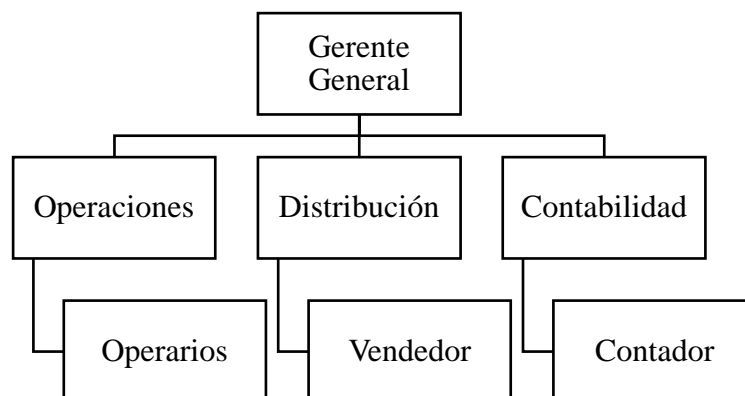 Gerente
General
Operaciones
Distribución
Contabilidad
Operarios
Vendedor
Contador